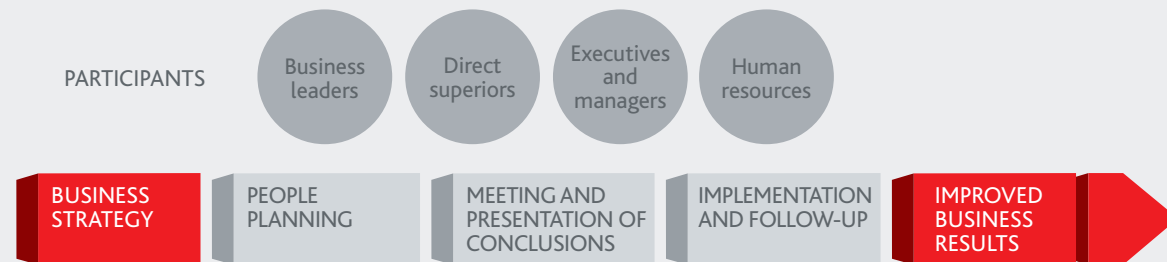 PARTICIPANTS
Business
leaders
Direct
superiors
Executives
and
managers
Human
resources
BUSINESS
STRATEGY
PEOPLE
PLANNING
MEETING AND
PRESENTATION OF
CONCLUSIONS
IMPLEMENTATION
AND FOLLOW-UP
IMPROVED
BUSINESS
RESULTS